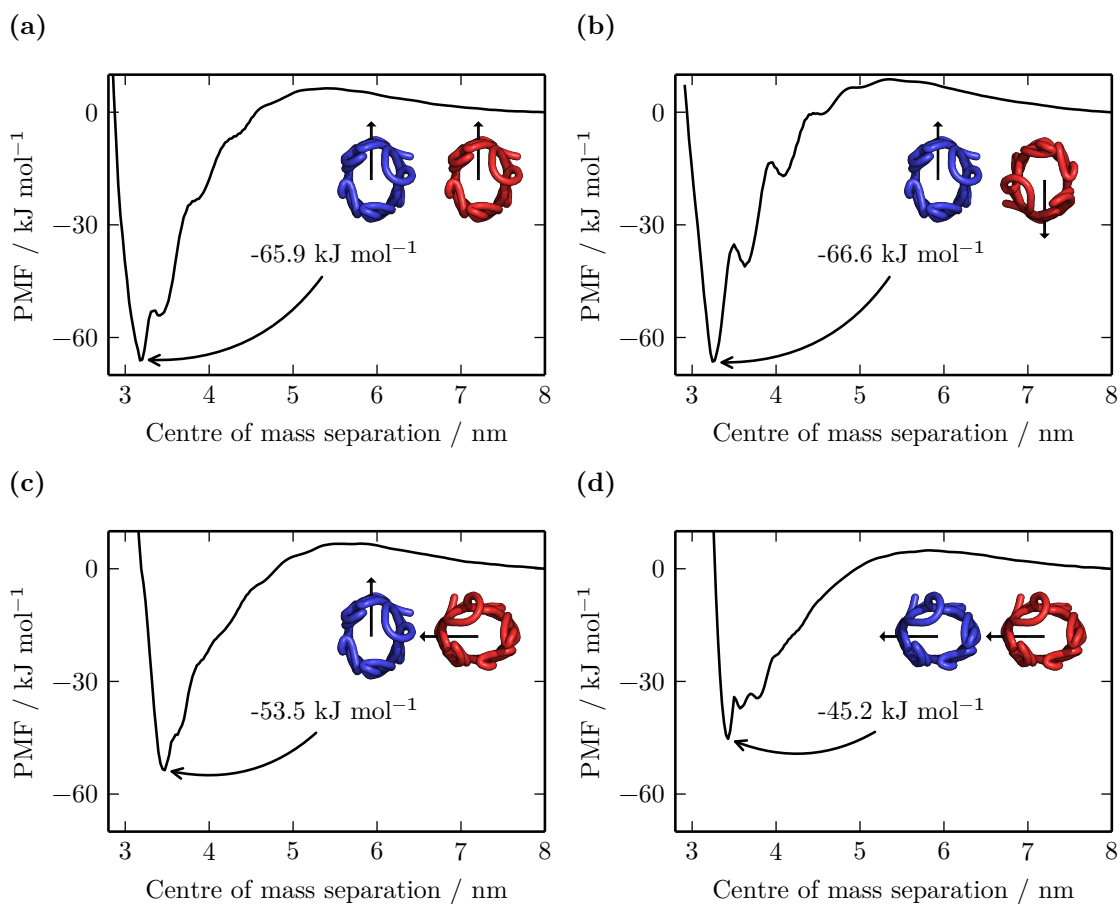 (a)
0
−30
−60
PMF / kJ mol⁻¹
-65.9 kJ mol⁻¹
3 4 5 6 7 8
Centre of mass separation / nm
(b)
0
−30
−60
PMF / kJ mol⁻¹
-66.6 kJ mol⁻¹
3 4 5 6 7 8
Centre of mass separation / nm
(c)
0
−30
−60
PMF / kJ mol⁻¹
-53.5 kJ mol⁻¹
3 4 5 6 7 8
Centre of mass separation / nm
(d)
0
−30
−60
PMF / kJ mol⁻¹
-45.2 kJ mol⁻¹
3 4 5 6 7 8
Centre of mass separation / nm